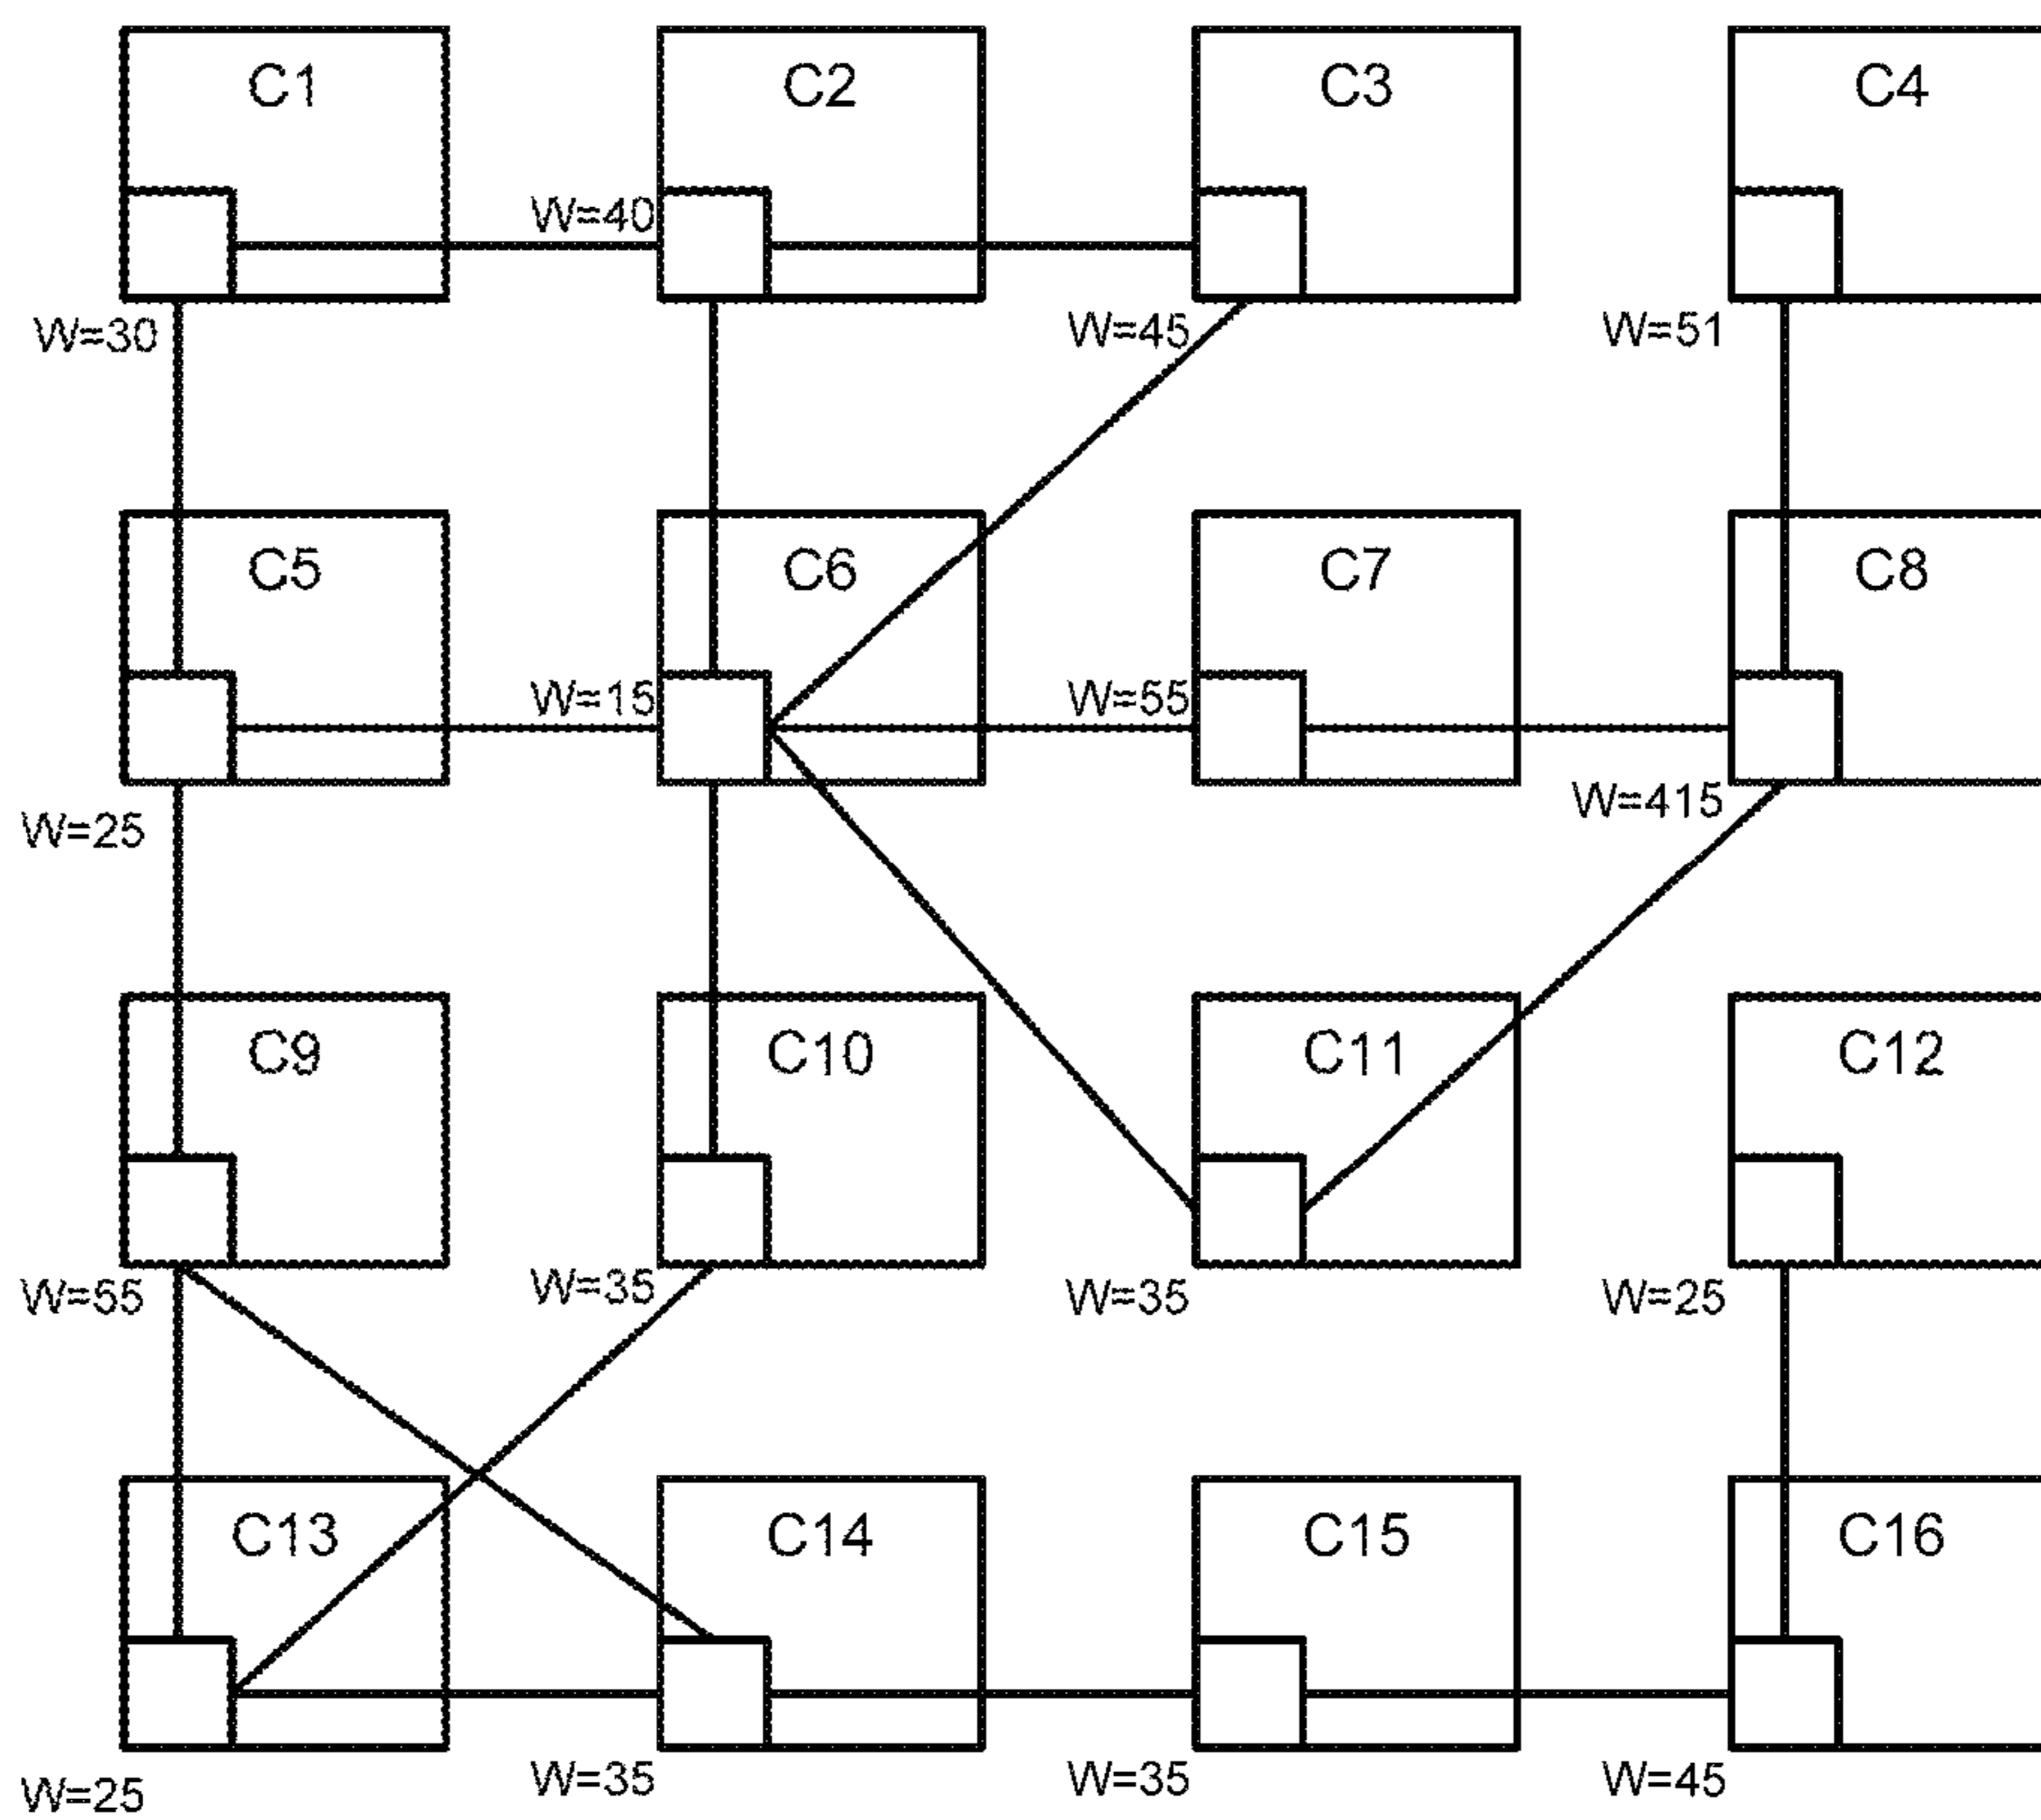 C1 C2 C3 C4
W=40
W=30 W=45 W=51
C5 C6 C7 C8
W=15 W=55
W=25 W=415
C9 C10 C11 C12
W=55 W=35 W=35 W=25
C13 C14 C15 C16
W=25 W=35 W=35 W=45